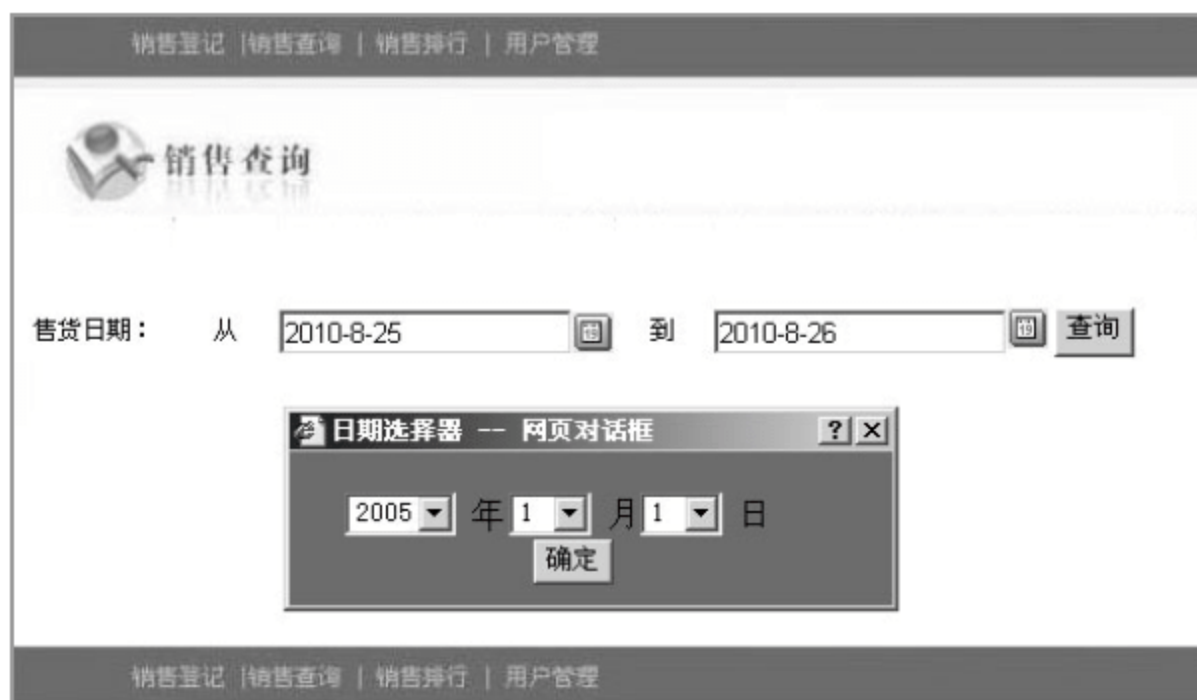 销售登记 |销售查询 | 销售排行 | 用户管理
销售查询
售货日期： 从 2010-8-25 19 到 2010-8-26 19 查询
日期选择器 -- 网页对话框 ? ×
2005 年 1 月 1 日
确定
销售登记 |销售查询 | 销售排行 | 用户管理